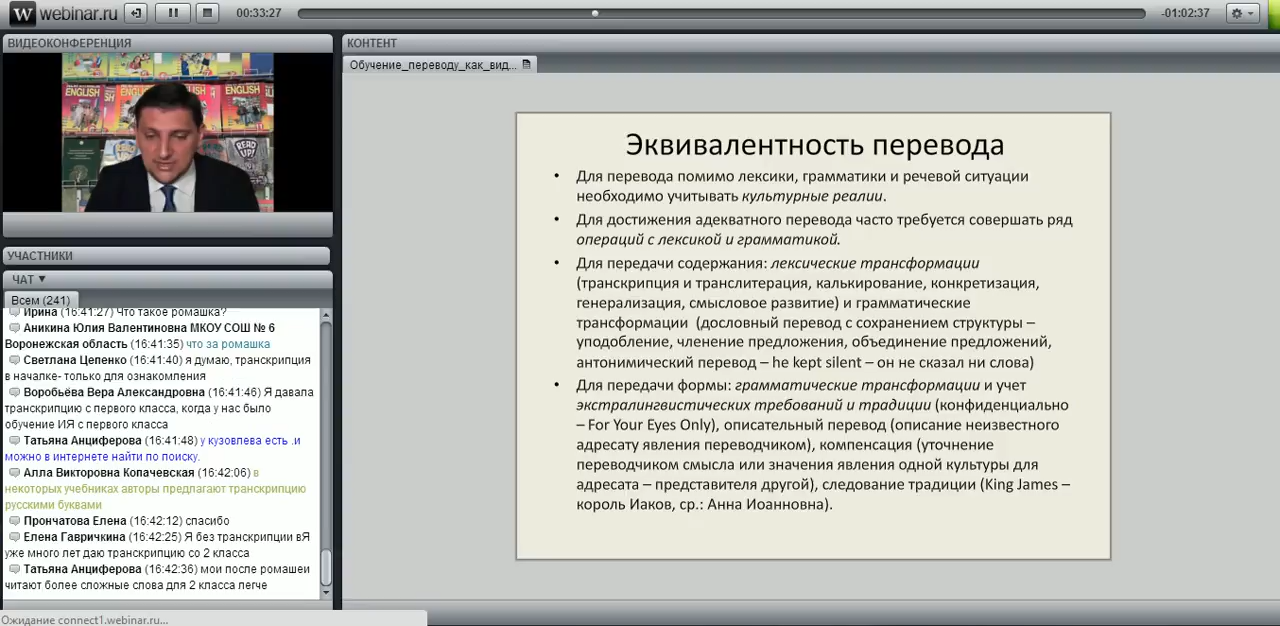 W webinar.ru
00:33:27
-01:02:37
ВИДЕОКОНФЕРЕНЦИЯ
ENGLISH
ENGLISH
ENGLISH
READ UP!
УЧАСТНИКИ
ЧАТ ▼
Всем (241)
Ирина (16:41:27) Что такое ромашка?
Аникина Юлия Валентиновна МКОУ СОШ № 6
Воронежская область (16:41:35) что за ромашка
Светлана Цепенко (16:41:40) я думаю, транскрипция
в началке- только для ознакомления
Воробьёва Вера Александровна (16:41:46) Я давала
транскрипцию с первого класса, когда у нас было
обучение ИЯ с первого класса
Татьяна Анциферова (16:41:48) у кузовлева есть .и
можно в интернете найти по поиску.
Алла Викторовна Копачевская (16:42:06) в
некоторых учебниках авторы предлагают транскрипцию
русскими буквами
Прончатова Елена (16:42:12) спасибо
Елена Гавричкина (16:42:25) Я без транскрипции вЯ
уже много лет даю транскрипцию со 2 класса
Татьяна Анциферова (16:42:36) мои после ромашеи
читают более сложные слова для 2 класса легче
Ожидание connect1.webinar.ru...
КОНТЕНТ
Обучение_переводу_как_вид...
Эквивалентность перевода
• Для перевода помимо лексики, грамматики и речевой ситуации
необходимо учитывать культурные реалии.
• Для достижения адекватного перевода часто требуется совершать ряд
операций с лексикой и грамматикой.
• Для передачи содержания: лексические трансформации
(транскрипция и транслитерация, калькирование, конкретизация,
генерализация, смысловое развитие) и грамматические
трансформации (дословный перевод с сохранением структуры –
уподобление, членение предложения, объединение предложений,
антонимический перевод – he kept silent – он не сказал ни слова)
• Для передачи формы: грамматические трансформации и учет
экстралингвистических требований и традиции (конфиденциально
– For Your Eyes Only), описательный перевод (описание неизвестного
адресату явления переводчиком), компенсация (уточнение
переводчиком смысла или значения явления одной культуры для
адресата – представителя другой), следование традиции (King James –
король Иаков, ср.: Анна Иоанновна).